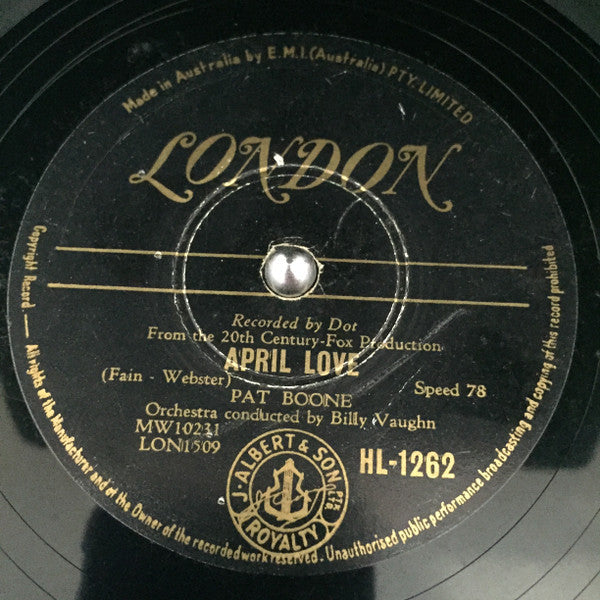 Made in Australia by E.M.I. (Australia) PTY. LIMITED
LONDON
Recorded by Dot
From the 20th Century-Fox Production
APRIL LOVE
(Fain - Webster)
Speed 78
PAT BOONE
Orchestra conducted by Billy Vaughn
MW10231
LON1509
HL-1262
J. ALBERT & SON PTY LTD
ROYALTY
Copyright Record. — All rights of the Manufacturer and of the Owner of the recorded work reserved. Unauthorised public performance broadcasting and copying of this record prohibited